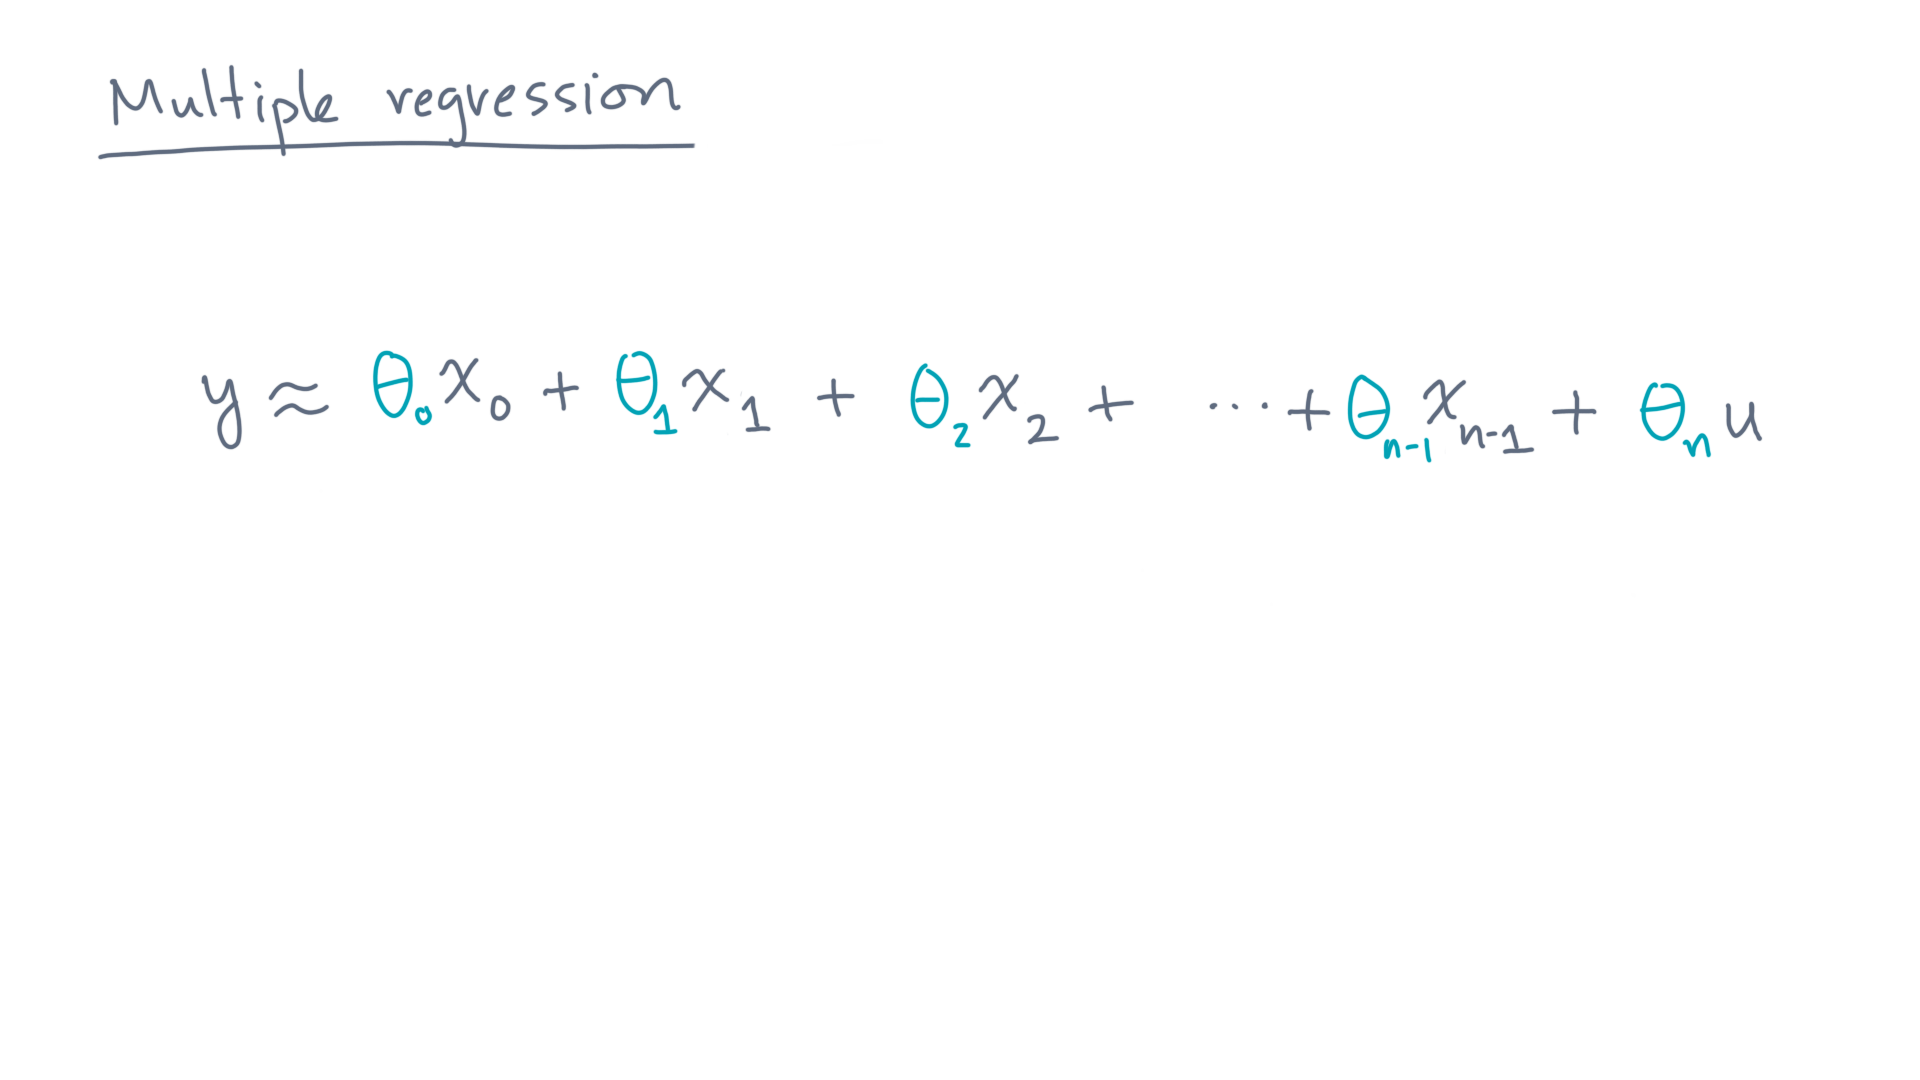 Multiple regression
y ≈ θ₀x₀ + θ₁x₁ + θ₂x₂ + ... + θₙ₋₁xₙ₋₁ + θₙu